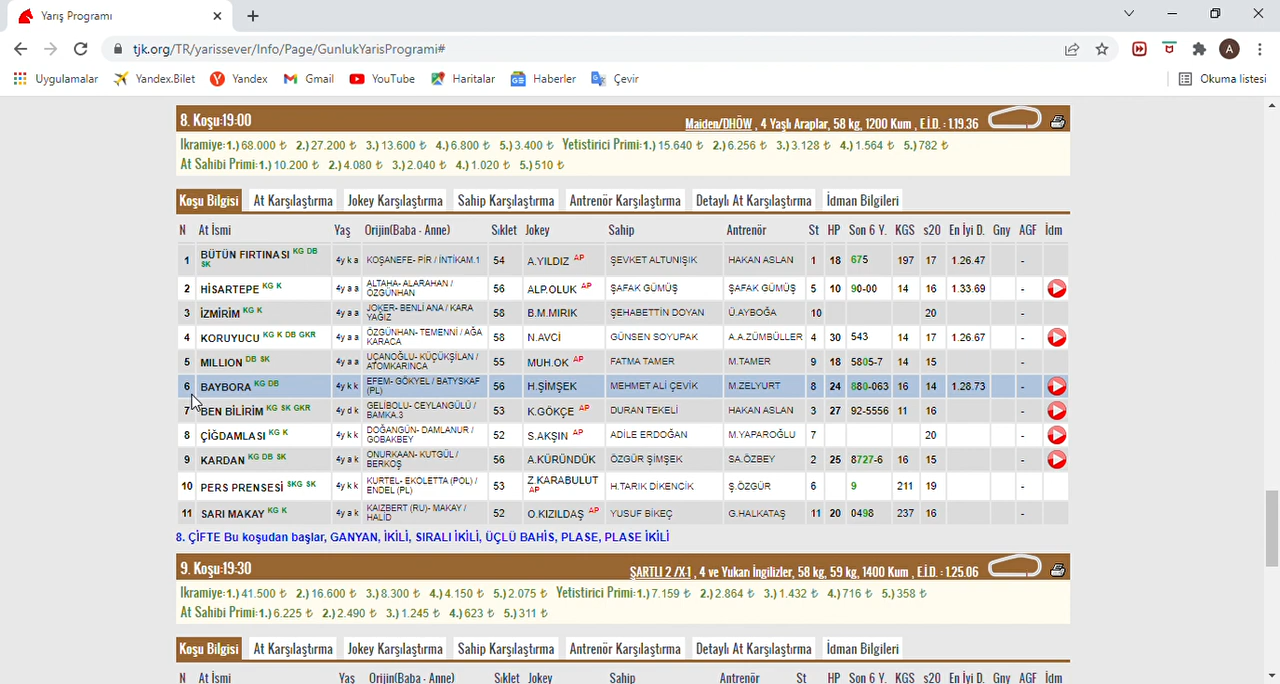 Yarış Programı
tjk.org/TR/yarissever/Info/Page/GunlukYarisProgrami#
A
Uygulamalar Yandex.Bilet Yandex Gmail YouTube Haritalar Haberler Çevir Okuma listesi
8. Koşu:19:00 Maiden/DHÖW , 4 Yaşlı Araplar, 58 kg, 1200 Kum , E.İ.D. : 1.19.36
İkramiye:1.) 68.000 ₺ 2.) 27.200 ₺ 3.) 13.600 ₺ 4.) 6.800 ₺ 5.) 3.400 ₺ Yetistirici Primi:1.) 15.640 ₺ 2.) 6.256 ₺ 3.) 3.128 ₺ 4.) 1.564 ₺ 5.) 782 ₺
At Sahibi Primi:1.) 10.200 ₺ 2.) 4.080 ₺ 3.) 2.040 ₺ 4.) 1.020 ₺ 5.) 510 ₺
Koşu Bilgisi At Karşılaştırma Jokey Karşılaştırma Sahip Karşılaştırma Antrenör Karşılaştırma Detaylı At Karşılaştırma İdman Bilgileri
N At İsmi Yaş Orijin(Baba - Anne) Sıklet Jokey Sahip Antrenör St HP Son 6 Y. KGS s20 En İyi D. Gny AGF İdm
1 BÜTÜN FIRTINASI KG DB SK 4y a a KOŞANEFE- PİR / İNTİKAM.1 54 A.YILDIZ AP ŞEVKET ALTUNIŞIK HAKAN ASLAN 1 18 675 197 17 1.26.47 -
2 HİSARTEPE KG K 4y a a ALTAHA- ALARAHAN / ÖZGÜNHAN 56 ALP.OLUK AP ŞAFAK GÜMÜŞ ŞAFAK GÜMÜŞ 5 10 90-00 14 16 1.33.69 -
3 İZMİRİM KG K 4y a a JOKER- BENLİ ANA / KARA YAĞIZ 58 B.M.MIRIK ŞEHABETTİN DOYAN Ü.AYBOĞA 10 20 -
4 KORUYUCU KG K DB GKR 4y a a ÖZGÜNHAN- TEMENNİ / AĞA KARACA 58 N.AVCİ GÜNSEN SOYUPAK A.A.ZÜMBÜLLER 4 30 543 14 17 1.26.67 -
5 MILLION DB SK 4y a a UCANOĞLU- KÜÇÜKŞİLAN / ATOMKARINCA 55 MUH.OK AP FATMA TAMER M.TAMER 9 18 5805-7 14 15 -
6 BAYBORA KG DB 4y k k EFEM- GÖKYEL / BATYSKAF (PL) 56 H.ŞİMŞEK MEHMET ALİ ÇEVİK M.ZELYURT 8 24 880-063 16 14 1.28.73 -
7 BEN BİLİRİM KG SK GKR 4y d k GELİBOLU- CEYLANGÜLÜ / BAMKA.3 53 K.GÖKÇE AP DURAN TEKELİ HAKAN ASLAN 3 27 92-5556 11 16 -
8 ÇİĞDAMLASI KG K 4y k k DOĞANGÜN- DAMLANUR / GOBAKBEY 52 S.AKŞIN AP ADİLE ERDOĞAN M.YAPAROĞLU 7 20 -
9 KARDAN KG DB SK 4y a k ONURKAAN- KUTGÜL / BERKOŞ 56 A.KÜRÜNDÜK ÖZGÜR ŞİMŞEK SA.ÖZBEY 2 25 8727-6 16 15 -
10 PERS PRENSESİ SKG SK 4y k k KURTEL- EKOLETTA (POL) / ENDEL (PL) 53 Z.KARABULUT AP H.TARIK DİKENCİK Ş.ÖZGÜR 6 9 211 19 -
11 SARI MAKAY KG K 4y a k KAIZBERT (RU)- MAKAY / HALİD 52 O.KIZILDAŞ AP YUSUF BİKEÇ G.HALKATAŞ 11 20 0498 237 16 -
8. ÇİFTE Bu koşudan başlar, GANYAN, İKİLİ, SIRALI İKİLİ, ÜÇLÜ BAHİS, PLASE, PLASE İKİLİ
9. Koşu:19:30 ŞARTLI 2 /X-1 , 4 ve Yukarı İngilizler, 58 kg, 59 kg, 1400 Kum , E.İ.D. : 1.25.06
İkramiye:1.) 41.500 ₺ 2.) 16.600 ₺ 3.) 8.300 ₺ 4.) 4.150 ₺ 5.) 2.075 ₺ Yetistirici Primi:1.) 7.159 ₺ 2.) 2.864 ₺ 3.) 1.432 ₺ 4.) 716 ₺ 5.) 358 ₺
At Sahibi Primi:1.) 6.225 ₺ 2.) 2.490 ₺ 3.) 1.245 ₺ 4.) 623 ₺ 5.) 311 ₺
Koşu Bilgisi At Karşılaştırma Jokey Karşılaştırma Sahip Karşılaştırma Antrenör Karşılaştırma Detaylı At Karşılaştırma İdman Bilgileri
N At İsmi Yaş Orijin(Baba - Anne) Sıklet Jokey Sahip Antrenör St HP Son 6 Y. KGS s20 En İyi D. Gny AGF İdm